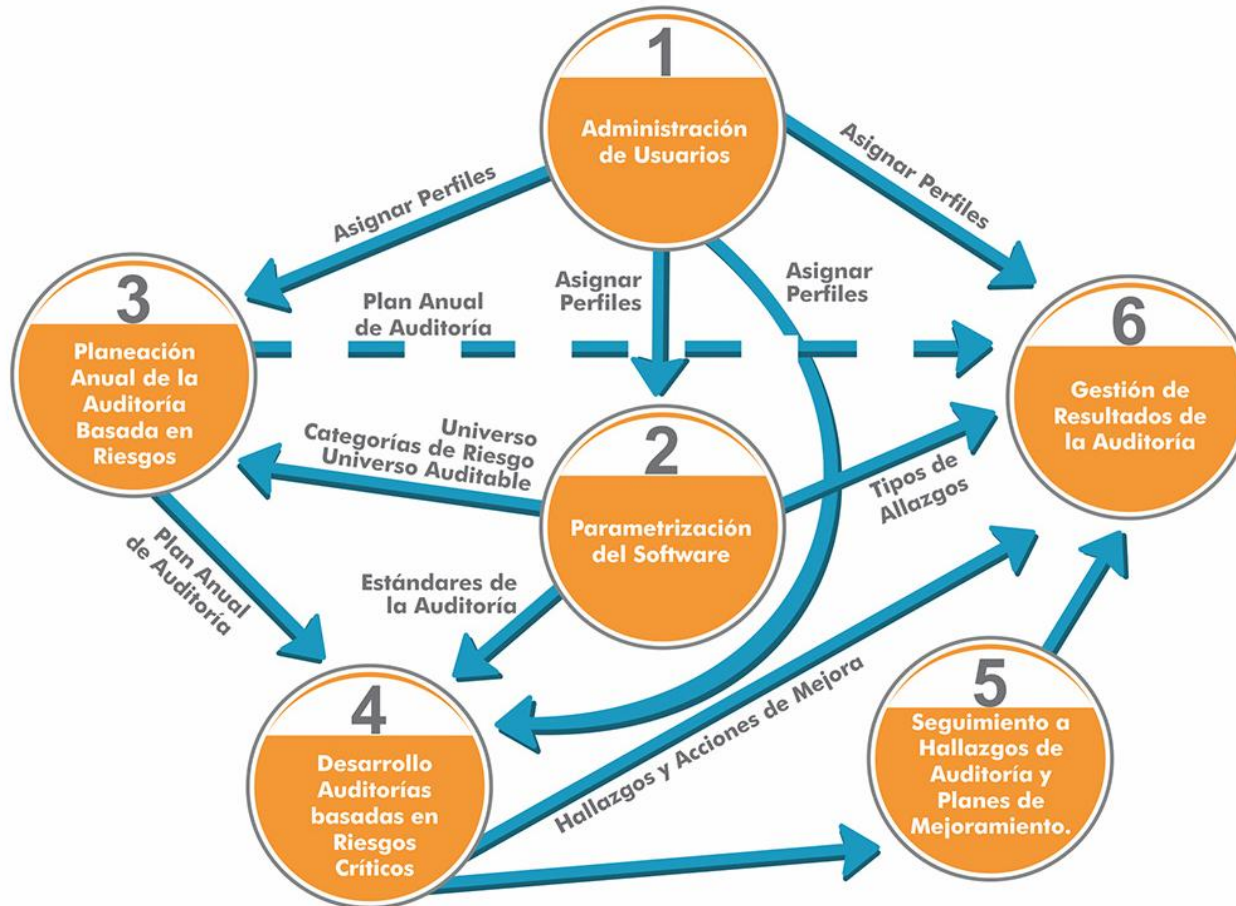 1
Administración
de Usuarios
Asignar Perfiles
Asignar Perfiles
Asignar
Perfiles
Asignar
Perfiles
3
Planeación
Anual de la
Auditoría
Basada en
Riesgos
Plan Anual
de Auditoría
6
Gestión de
Resultados de
la Auditoría
Universo
Categorías de Riesgo
Universo Auditable
2
Parametrización
del Software
Tipos de
Allazgos
Plan Anual
de Auditoría
Estándares de
la Auditoría
4
Desarrollo
Auditorías
basadas en
Riesgos
Críticos
Hallazgos y Acciones de Mejora
5
Seguimiento a
Hallazgos de
Auditoría y
Planes de
Mejoramiento.